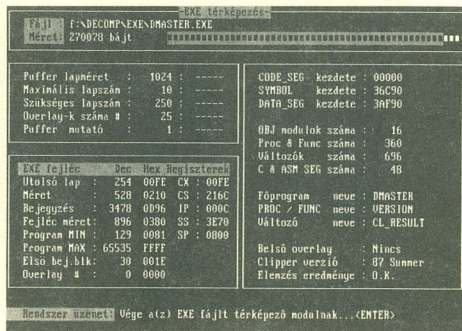 EXE térképezés
Fájl : f:\DECOMP\EXE\DMASTER.EXE
Méret: 270078 bájt
Puffer lapméret : 1024 : -----
Maximális lapszám : 10 : -----
Szükséges lapszám : 250 : -----
Overlay-k száma # : 25 : -----
Puffer mutató : 1 : -----
EXE fejléc Dec Hex Regiszterek
Utolsó lap : 254 00FE CX : 00FE
Méret : 528 0210 CS : 216C
Bejegyzés : 3478 0D96 IP : 000C
Fejléc méret: 896 0380 SS : 3E70
Program MIN : 129 0081 SP : 0800
Program MAX : 65535 FFFF
Elsö bej.blk: 30 001E
Overlay # : 0 0000
CODE_SEG kezdete : 00000
SYMBOL kezdete : 36C90
DATA_SEG kezdete : 3AF90
OBJ modulok száma : 16
Proc & Func száma : 360
Változók száma : 696
C & ASM SEG száma : 48
Föprogram neve : DMASTER
PROC / FUNC neve : VERSION
Változó neve : CL_RESULT
Belsö overlay : Nincs
Clipper verzió : 87 Summer
Elemzés eredménye : O.K.
Rendszer üzenet: Vége a(z) EXE fájlt térképezö modulnak...<ENTER>